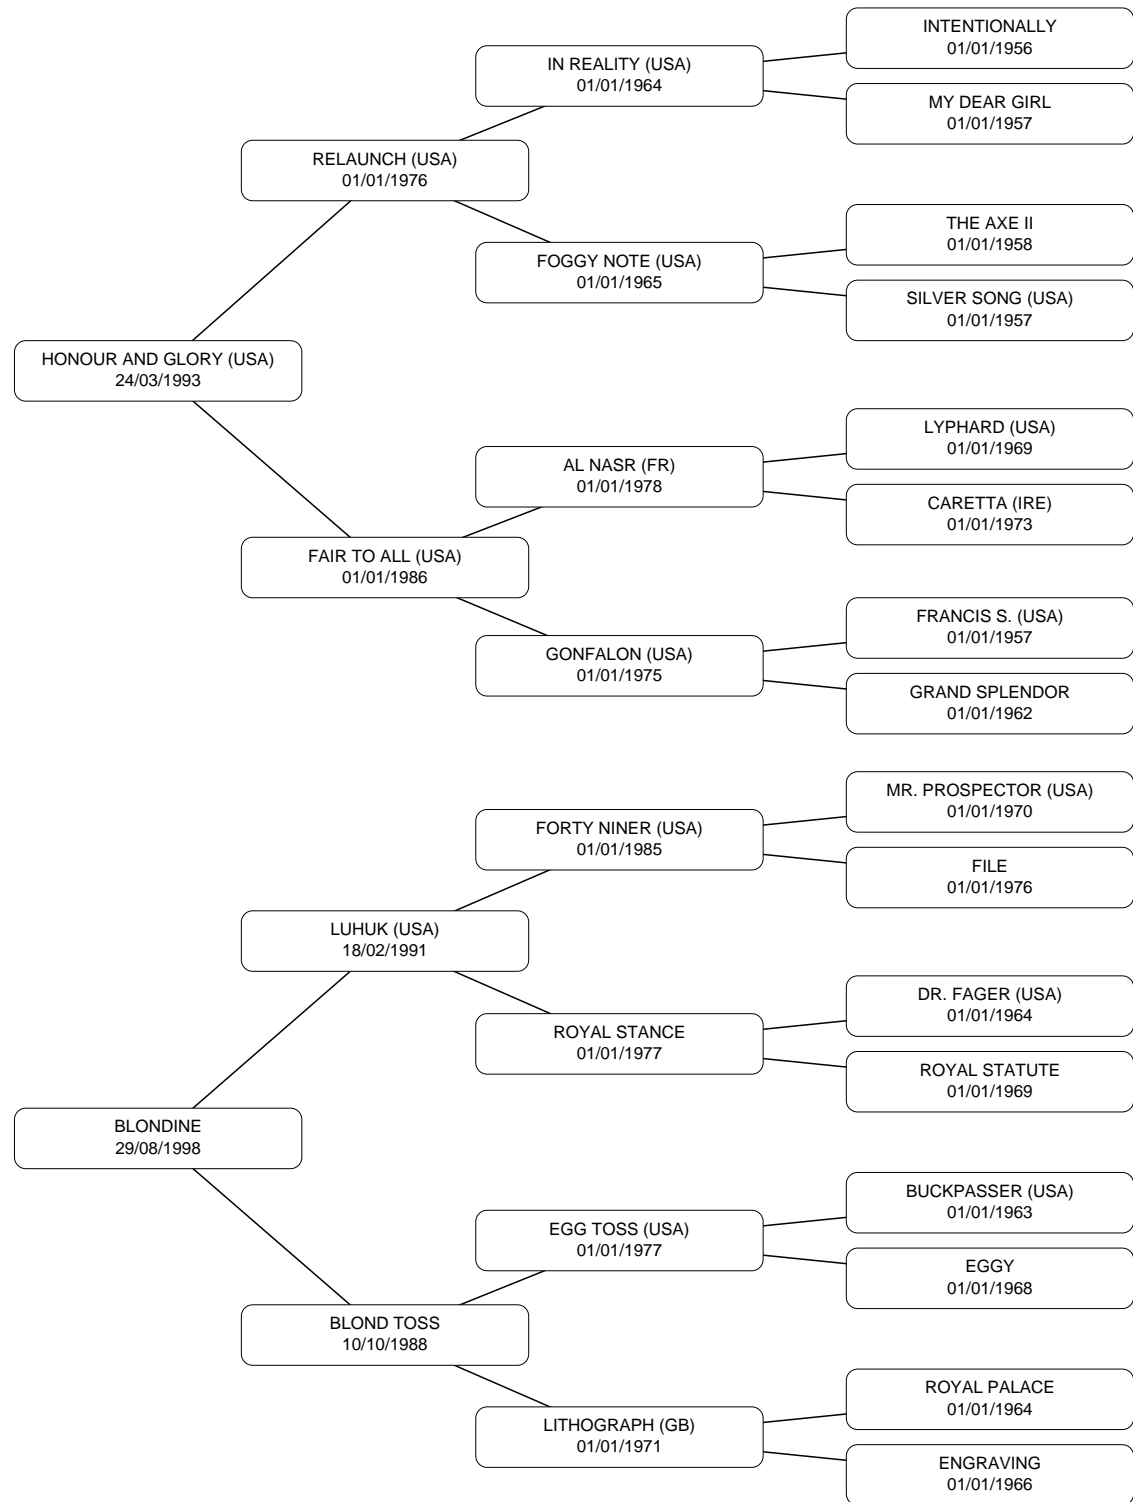 INTENTIONALLY
01/01/1956
IN REALITY (USA)
01/01/1964
MY DEAR GIRL
01/01/1957
RELAUNCH (USA)
01/01/1976
THE AXE II
01/01/1958
FOGGY NOTE (USA)
01/01/1965
SILVER SONG (USA)
01/01/1957
HONOUR AND GLORY (USA)
24/03/1993
LYPHARD (USA)
01/01/1969
AL NASR (FR)
01/01/1978
CARETTA (IRE)
01/01/1973
FAIR TO ALL (USA)
01/01/1986
FRANCIS S. (USA)
01/01/1957
GONFALON (USA)
01/01/1975
GRAND SPLENDOR
01/01/1962
MR. PROSPECTOR (USA)
01/01/1970
FORTY NINER (USA)
01/01/1985
FILE
01/01/1976
LUHUK (USA)
18/02/1991
DR. FAGER (USA)
01/01/1964
ROYAL STANCE
01/01/1977
ROYAL STATUTE
01/01/1969
BLONDINE
29/08/1998
BUCKPASSER (USA)
01/01/1963
EGG TOSS (USA)
01/01/1977
EGGY
01/01/1968
BLOND TOSS
10/10/1988
ROYAL PALACE
01/01/1964
LITHOGRAPH (GB)
01/01/1971
ENGRAVING
01/01/1966